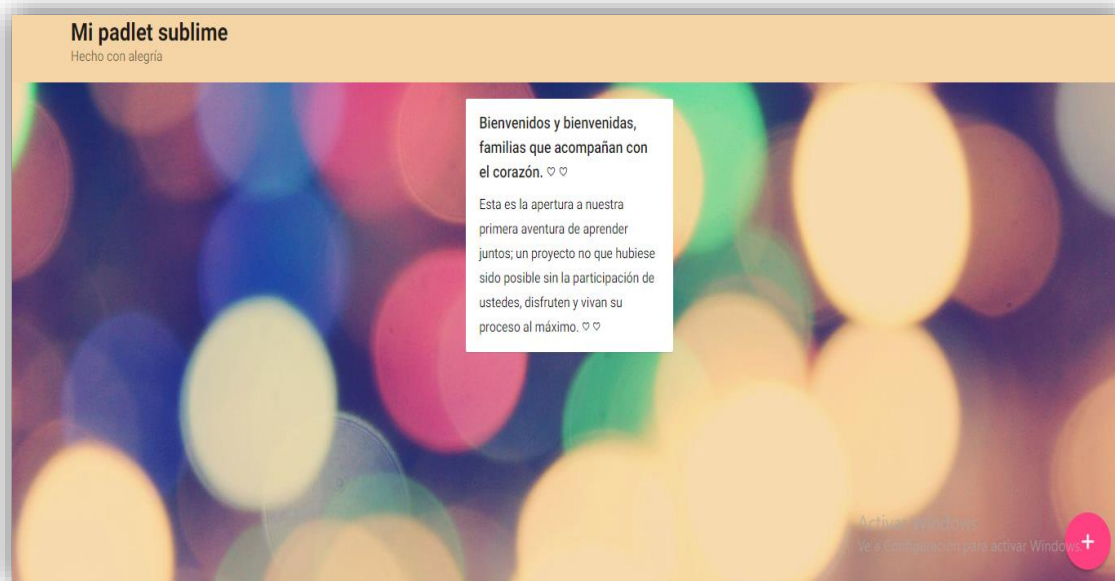 Mi padlet sublime
Hecho con alegría
Bienvenidos y bienvenidas,
familias que acompañan con
el corazón. ♡ ♡
Esta es la apertura a nuestra
primera aventura de aprender
juntos; un proyecto no que hubiese
sido posible sin la participación de
ustedes, disfruten y vivan su
proceso al máximo. ♡ ♡
Activar Windows
Ve a Configuración para activar Windows.
+